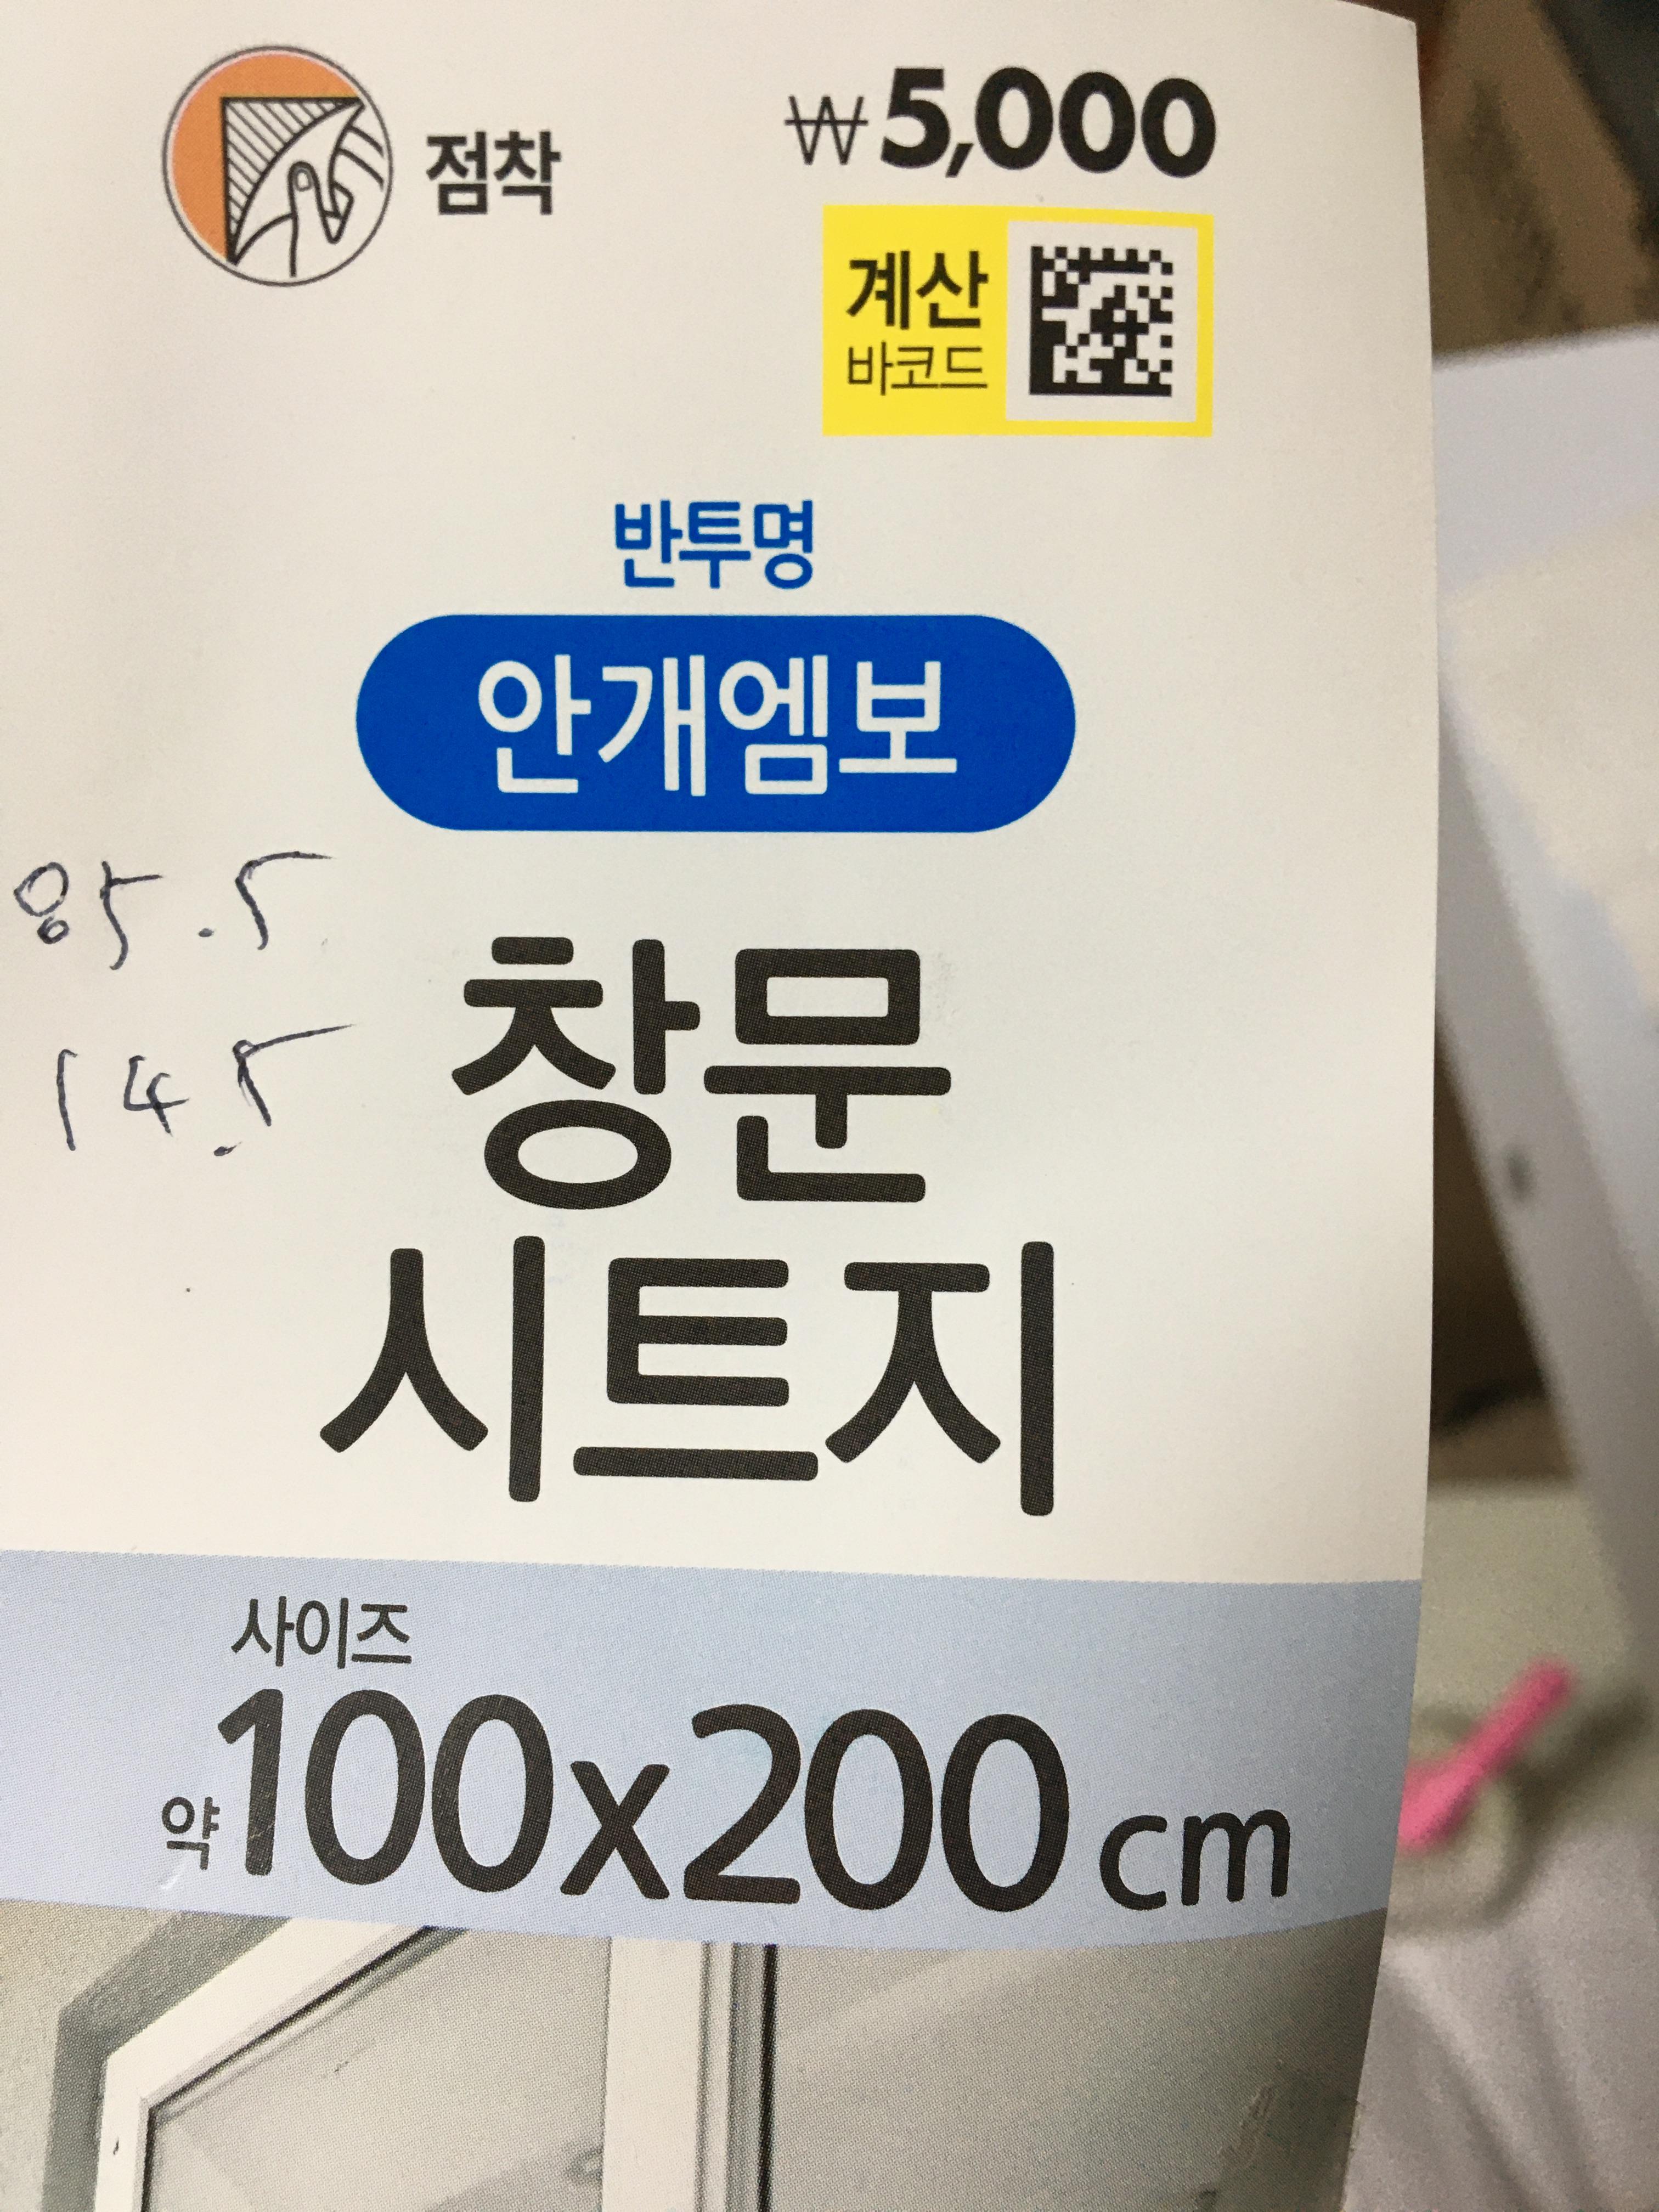 점착
₩5,000
계산
바코드
반투명
안개엠보
85.5
창문
14.5
시트지
사이즈
약100x200cm